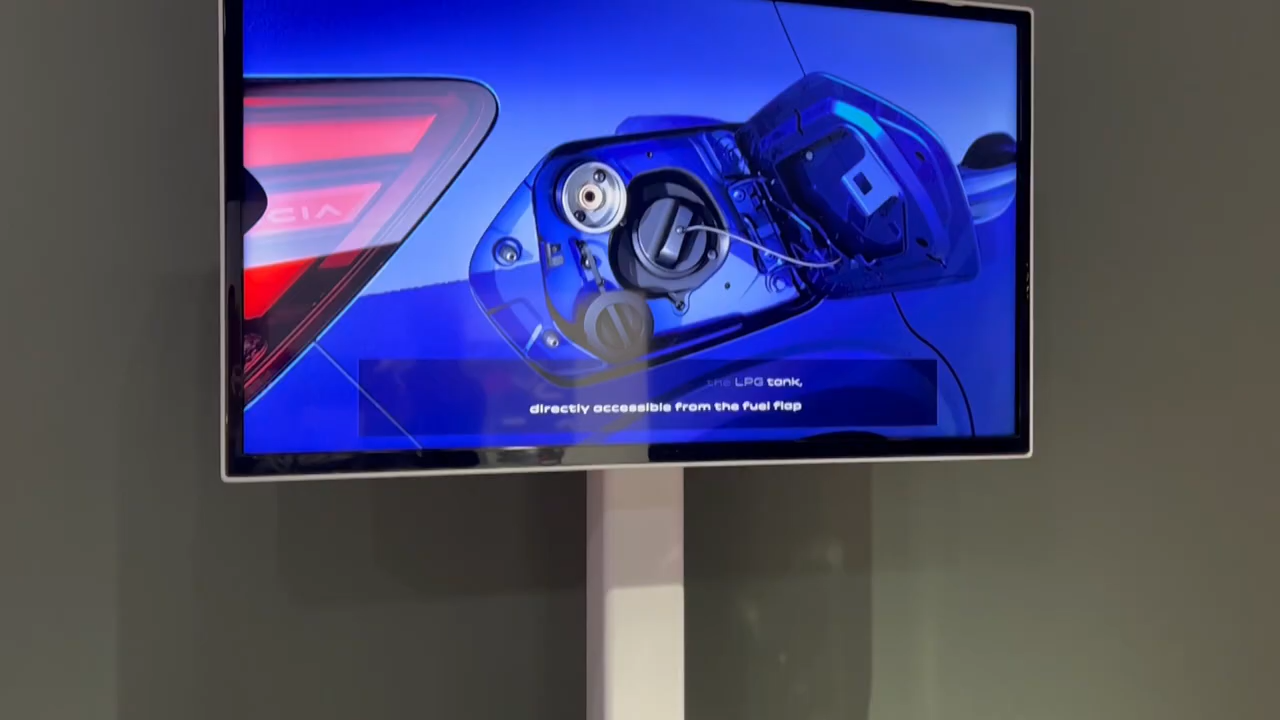 the LPG tank,
directly accessible from the fuel flap